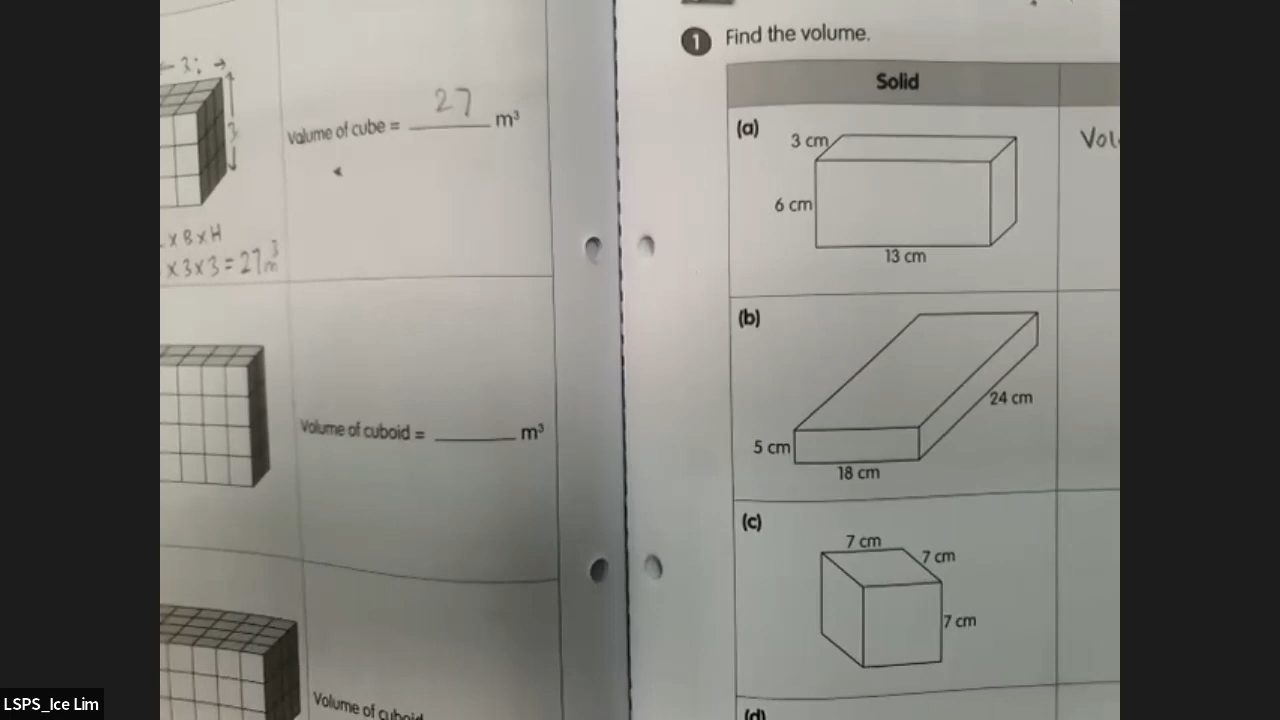 3
3
Volume of cube = 27 m³
x B x H
x 3 x 3 = 27 m³
Volume of cuboid = ______ m³
Volume of cuboid
1 Find the volume.
Solid
(a)
3 cm
6 cm
13 cm
Vol
(b)
5 cm
18 cm
24 cm
(c)
7 cm
7 cm
7 cm
(d)
LSPS_Ice Lim